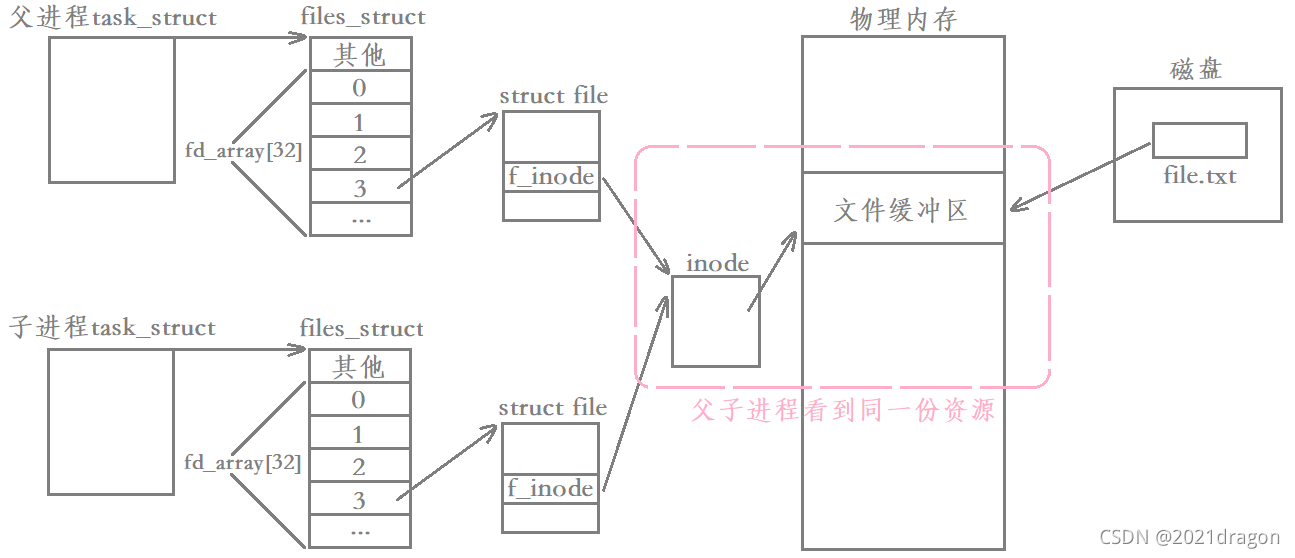 父进程task_struct
files_struct
其他
0
1
2
3
...
fd_array[32]
struct file
f_inode
物理内存
文件缓冲区
磁盘
file.txt
inode
父子进程看到同一份资源
子进程task_struct
files_struct
其他
0
1
2
3
...
fd_array[32]
struct file
f_inode
CSDN @2021dragon